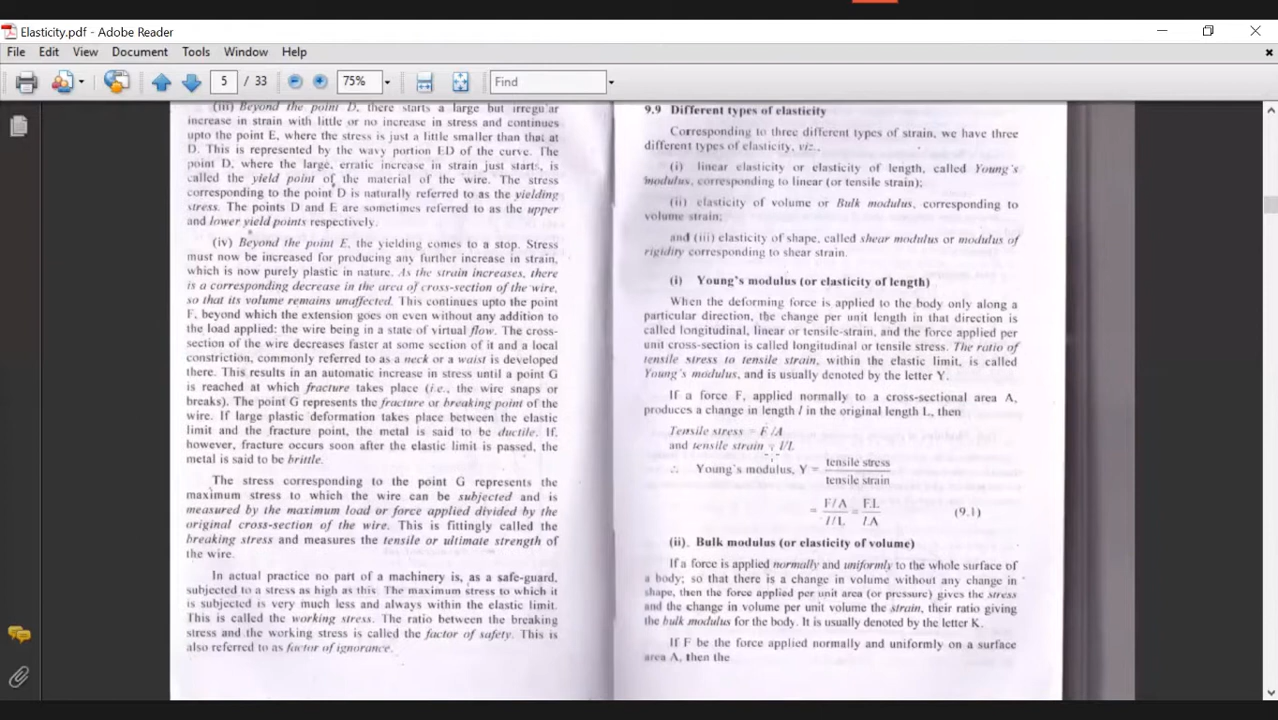 Elasticity.pdf - Adobe Reader
File Edit View Document Tools Window Help
5 / 33 75% Find
(iii) Beyond the point D, there starts a large but irregular
increase in strain with little or no increase in stress and continues
upto the point E, where the stress is just a little smaller than that at
D. This is represented by the wavy portion ED of the curve. The
point D, where the large, erratic increase in strain just starts, is
called the yield point of the material of the wire. The stress
corresponding to the point D is naturally referred to as the yielding
stress. The points D and E are sometimes referred to as the upper
and lower yield points respectively.
(iv) Beyond the point E, the yielding comes to a stop. Stress
must now be increased for producing any further increase in strain,
which is now purely plastic in nature. As the strain increases, there
is a corresponding decrease in the area of cross-section of the wire,
so that its volume remains unaffected. This continues upto the point
F, beyond which the extension goes on even without any addition to
the load applied: the wire being in a state of virtual flow. The cross-
section of the wire decreases faster at some section of it and a local
constriction, commonly referred to as a neck or a waist is developed
there. This results in an automatic increase in stress until a point G
is reached at which fracture takes place (i.e., the wire snaps or
breaks). The point G represents the fracture or breaking point of the
wire. If large plastic deformation takes place between the elastic
limit and the fracture point, the metal is said to be ductile. If,
however, fracture occurs soon after the elastic limit is passed, the
metal is said to be brittle.
The stress corresponding to the point G represents the
maximum stress to which the wire can be subjected and is
measured by the maximum load or force applied divided by the
original cross-section of the wire. This is fittingly called the
breaking stress and measures the tensile or ultimate strength of
the wire.
In actual practice no part of a machinery is, as a safe-guard,
subjected to a stress as high as this. The maximum stress to which it
is subjected is very much less and always within the elastic limit.
This is called the working stress. The ratio between the breaking
stress and the working stress is called the factor of safety. This is
also referred to as factor of ignorance.
9.9 Different types of elasticity
Corresponding to three different types of strain, we have three
different types of elasticity, viz.,
(i) linear elasticity or elasticity of length, called Young's
modulus, corresponding to linear (or tensile strain);
(ii) elasticity of volume or Bulk modulus, corresponding to
volume strain;
and (iii) elasticity of shape, called shear modulus or modulus of
rigidity corresponding to shear strain.
(i) Young's modulus (or elasticity of length)
When the deforming force is applied to the body only along a
particular direction, the change per unit length in that direction is
called longitudinal, linear or tensile-strain, and the force applied per
unit cross-section is called longitudinal or tensile stress. The ratio of
tensile stress to tensile strain, within the elastic limit, is called
Young's modulus, and is usually denoted by the letter Y.
If a force F, applied normally to a cross-sectional area A,
produces a change in length l in the original length L, then
Tensile stress = F/A
and tensile strain = l/L
∴ Young's modulus, Y = tensile stress / tensile strain
= F/A / l/L = F.L / l.A (9.1)
(ii). Bulk modulus (or elasticity of volume)
If a force is applied normally and uniformly to the whole surface of
a body; so that there is a change in volume without any change in
shape, then the force applied per unit area (or pressure) gives the stress
and the change in volume per unit volume the strain, their ratio giving
the bulk modulus for the body. It is usually denoted by the letter K.
If F be the force applied normally and uniformly on a surface
area A, then the